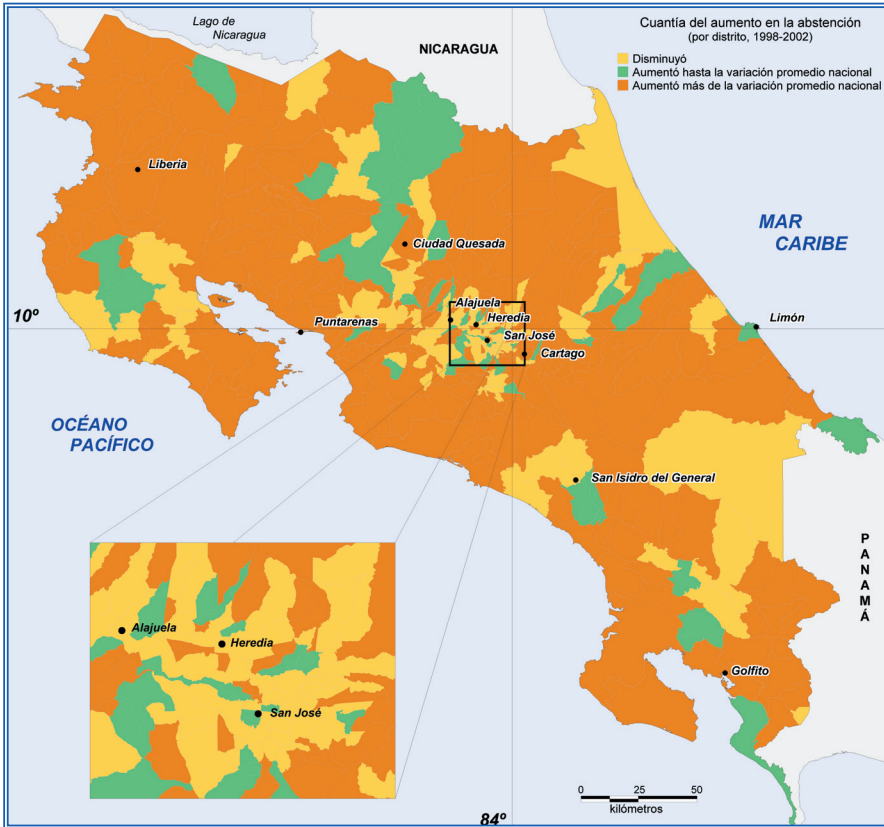 Cuantía del aumento en la abstención
(por distrito, 1998-2002)
Disminuyó
Aumentó hasta la variación promedio nacional
Aumentó más de la variación promedio nacional
Lago de
Nicaragua
NICARAGUA
Liberia
MAR
CARIBE
Ciudad Quesada
Alajuela
10º
Puntarenas
Heredia
Limón
San José
Cartago
OCÉANO
PACÍFICO
San Isidro del General
PANAMÁ
Alajuela
Heredia
Golfito
San José
0 25 50
kilómetros
84º